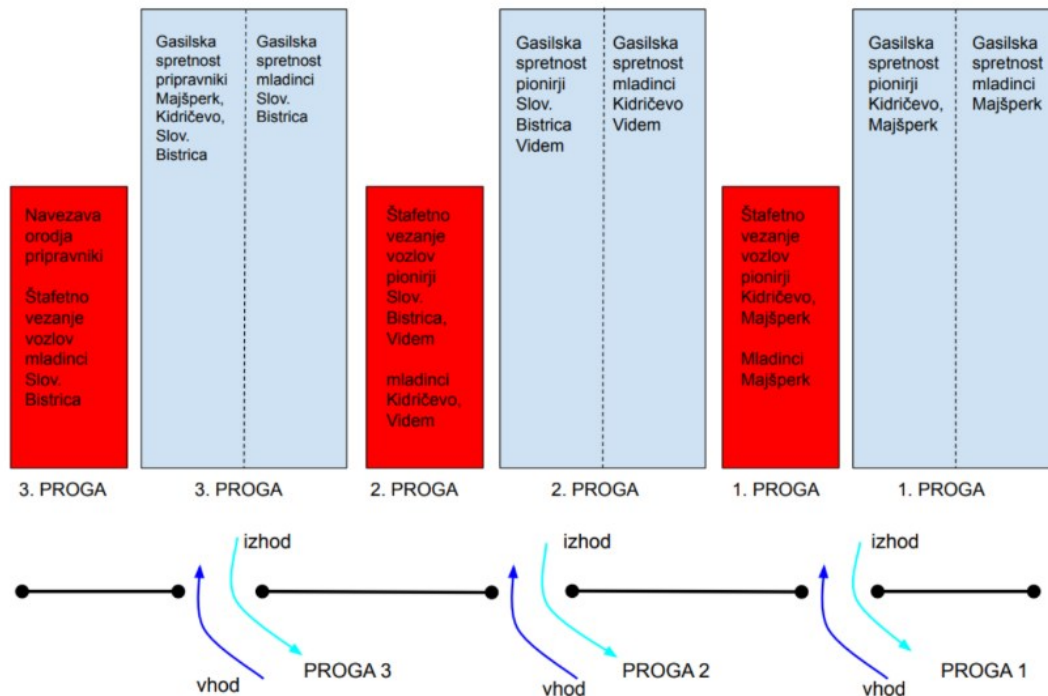 Gasilska
spretnost
pripravniki
Majšperk,
Kidričevo,
Slov.
Bistrica
Gasilska
spretnost
mladinci
Slov.
Bistrica
Gasilska
spretnost
pionirji
Slov.
Bistrica
Videm
Gasilska
spretnost
mladinci
Kidričevo
Videm
Gasilska
spretnost
pionirji
Kidričevo,
Majšperk
Gasilska
spretnost
mladinci
Majšperk
Navezava
orodja
pripravniki
Štafetno
vezanje
vozlov
mladinci
Slov.
Bistrica
Štafetno
vezanje
vozlov
pionirji
Slov.
Bistrica,
Videm
mladinci
Kidričevo,
Videm
Štafetno
vezanje
vozlov
pionirji
Kidričevo,
Majšperk
Mladinci
Majšperk
3. PROGA
3. PROGA
2. PROGA
2. PROGA
1. PROGA
1. PROGA
izhod
izhod
izhod
vhod
PROGA 3
vhod
PROGA 2
vhod
PROGA 1